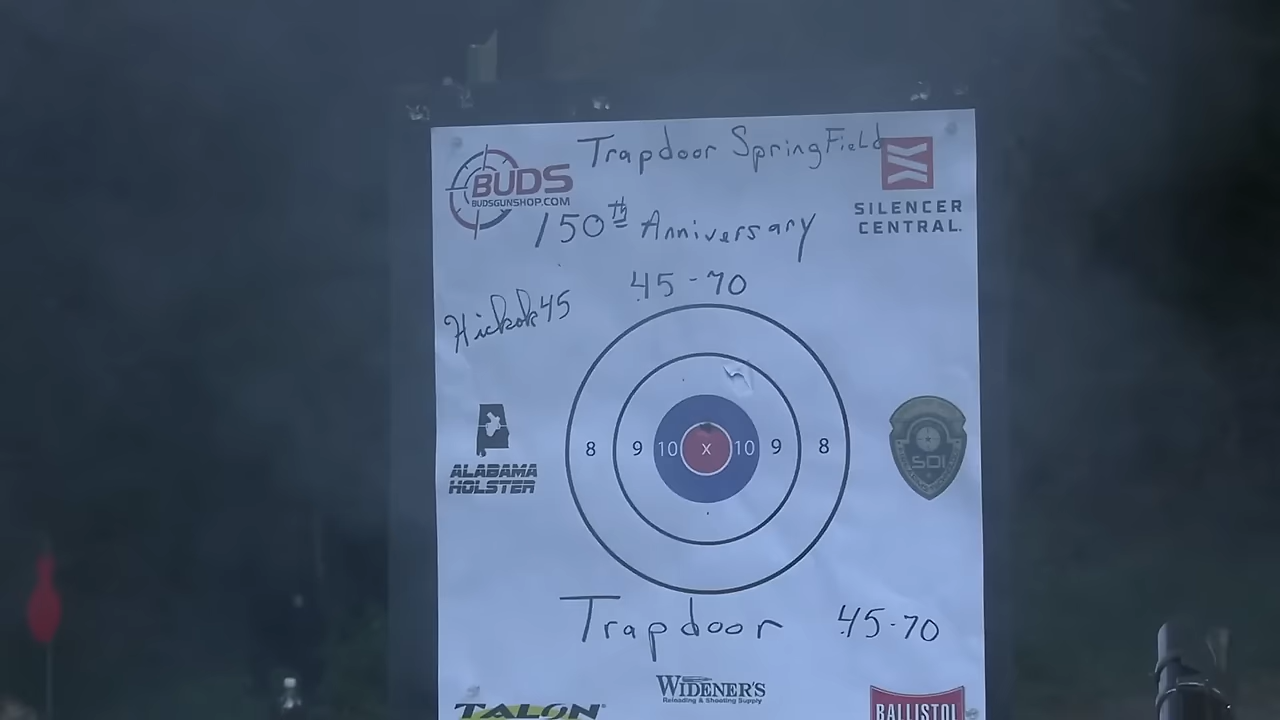 Trapdoor SpringField
BUDS
BUDSGUNSHOP.COM
SILENCER
CENTRAL.
150th Anniversary
45-70
Hickok45
8 9 10 X 10 9 8
ALABAMA
HOLSTER
SDI
Trapdoor .45-70
WIDENER'S
Reloading & Shooting Supply
TALON
BALLISTOL